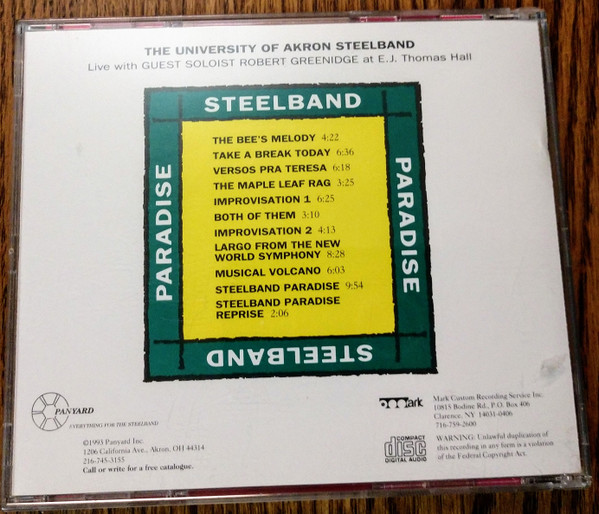 THE UNIVERSITY OF AKRON STEELBAND
Live with GUEST SOLOIST ROBERT GREENIDGE at E.J. Thomas Hall
STEELBAND
PARADISE
PARADISE
THE BEE'S MELODY 4:22
TAKE A BREAK TODAY 6:36
VERSOS PRA TERESA 6:18
THE MAPLE LEAF RAG 3:25
IMPROVISATION 1 6:25
BOTH OF THEM 3:10
IMPROVISATION 2 4:13
LARGO FROM THE NEW
WORLD SYMPHONY 8:28
MUSICAL VOLCANO 6:03
STEELBAND PARADISE 9:54
STEELBAND PARADISE
REPRISE 2:06
STEELBAND
PANYARD
EVERYTHING FOR THE STEELBAND
©1993 Panyard Inc.
1206 California Ave., Akron, OH 44314
216-745-3155
Call or write for a free catalogue.
mark
Mark Custom Recording Service Inc.
10815 Bodine Rd., P.O. Box 406
Clarence, NY 14031-0406
716-759-2600
COMPACT
disc
DIGITAL AUDIO
WARNING: Unlawful duplication of
this recording in any form is a violation
of the Federal Copyright Act.